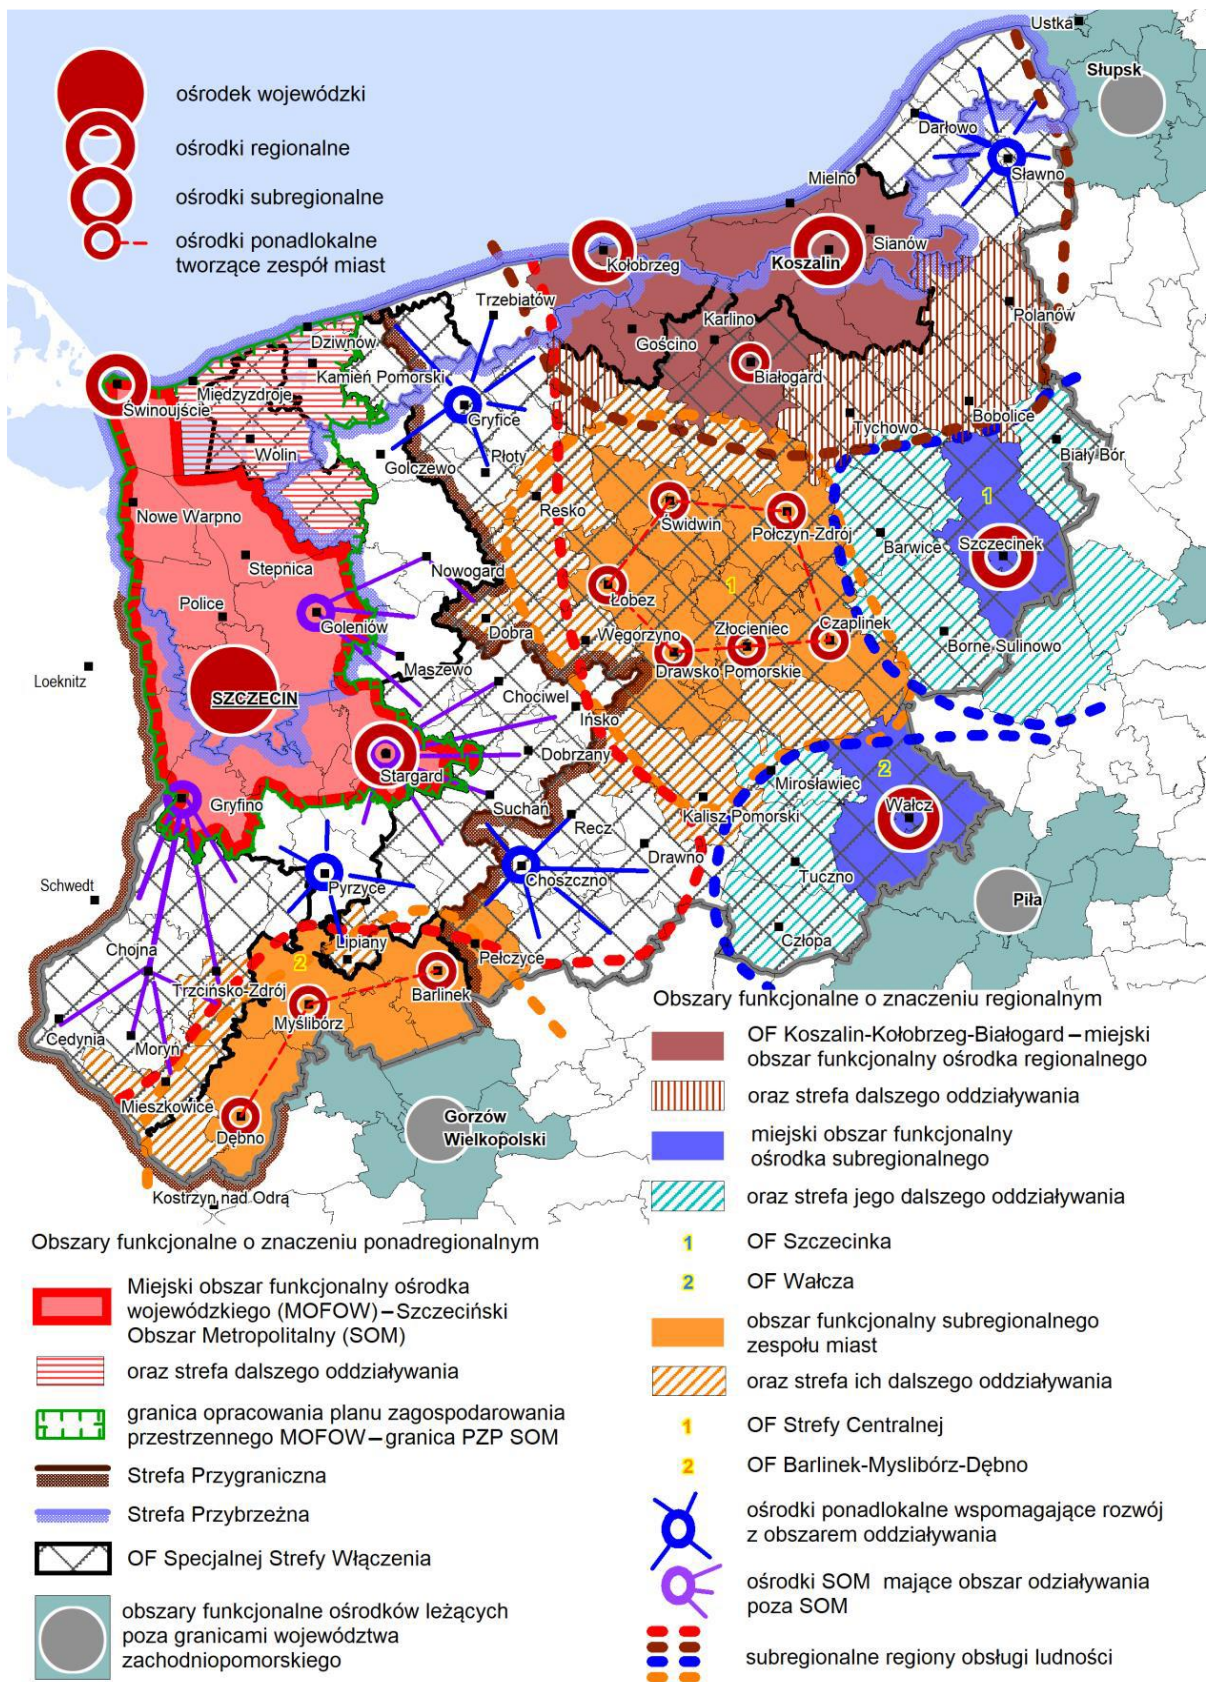 ośrodek wojewódzki
ośrodki regionalne
ośrodki subregionalne
ośrodki ponadlokalne
tworzące zespół miast
Ustka
Słupsk
Darłowo
Sławno
Mielno
Sianów
Kołobrzeg
Koszalin
Trzebiatów
Polanów
Dziwnów
Karlino
Gościno
Kamień Pomorski
Białogard
Międzyzdroje
Świnoujście
Gryfice
Bobolice
Tychowo
Wolin
Golczewo
Biały Bór
Płoty
Resko
Nowe Warpno
Świdwin
Połczyn-Zdrój
1
Barwice
Szczecinek
Stepnica
Nowogard
Łobez
1
Police
Goleniów
Dobra
Węgorzyno
Złocieniec
Czaplinek
Borne Sulinowo
Drawsko Pomorskie
Maszewo
Loeknitz
SZCZECIN
Chociwel
Ińsko
Dobrzany
Stargard
Mirosławiec
2
Suchań
Gryfino
Wałcz
Kalisz Pomorski
Recz
Drawno
Choszczno
Tuczno
Schwedt
Pyrzyce
Piła
Człopa
Chojna
Lipiany
Pełczyce
2
Trzcińsko-Zdrój
Barlinek
Myślibórz
Cedynia
Moryń
Mieszkowice
Dębno
Gorzów
Wielkopolski
Kostrzyn nad Odrą
Obszary funkcjonalne o znaczeniu ponadregionalnym
Miejski obszar funkcjonalny ośrodka
wojewódzkiego (MOFOW) – Szczeciński
Obszar Metropolitalny (SOM)
oraz strefa dalszego oddziaływania
granica opracowania planu zagospodarowania
przestrzennego MOFOW – granica PZP SOM
Strefa Przygraniczna
Strefa Przybrzeżna
OF Specjalnej Strefy Włączenia
obszary funkcjonalne ośrodków leżących
poza granicami województwa
zachodniopomorskiego
Obszary funkcjonalne o znaczeniu regionalnym
OF Koszalin-Kołobrzeg-Białogard – miejski
obszar funkcjonalny ośrodka regionalnego
oraz strefa dalszego oddziaływania
miejski obszar funkcjonalny
ośrodka subregionalnego
oraz strefa jego dalszego oddziaływania
1 OF Szczecinka
2 OF Wałcza
obszar funkcjonalny subregionalnego
zespołu miast
oraz strefa ich dalszego oddziaływania
1 OF Strefy Centralnej
2 OF Barlinek-Myslibórz-Dębno
ośrodki ponadlokalne wspomagające rozwój
z obszarem oddziaływania
ośrodki SOM mające obszar odziaływania
poza SOM
subregionalne regiony obsługi ludności